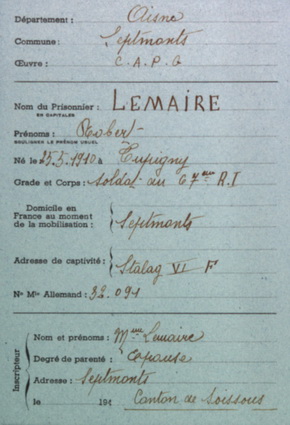 Département : Aisne
Commune : Septmonts
Œuvre : C. A. P. G
Nom du Prisonnier : LEMAIRE
EN CAPITALES
Prénoms : Robert
SOULIGNER LE PRÉNOM USUEL
Né le 25.5.1910 à Tupigny
Grade et Corps : soldat au 67ème R.I
Domicile en
France au moment
de la mobilisation : Septmonts
Adresse de captivité : Stalag VI F
N° Mle Allemand : 32.091
Inscripteur
Nom et prénoms : Mme Lemaire
Degré de parenté : épouse
Adresse : Septmonts
le 194 Canton de Soissons